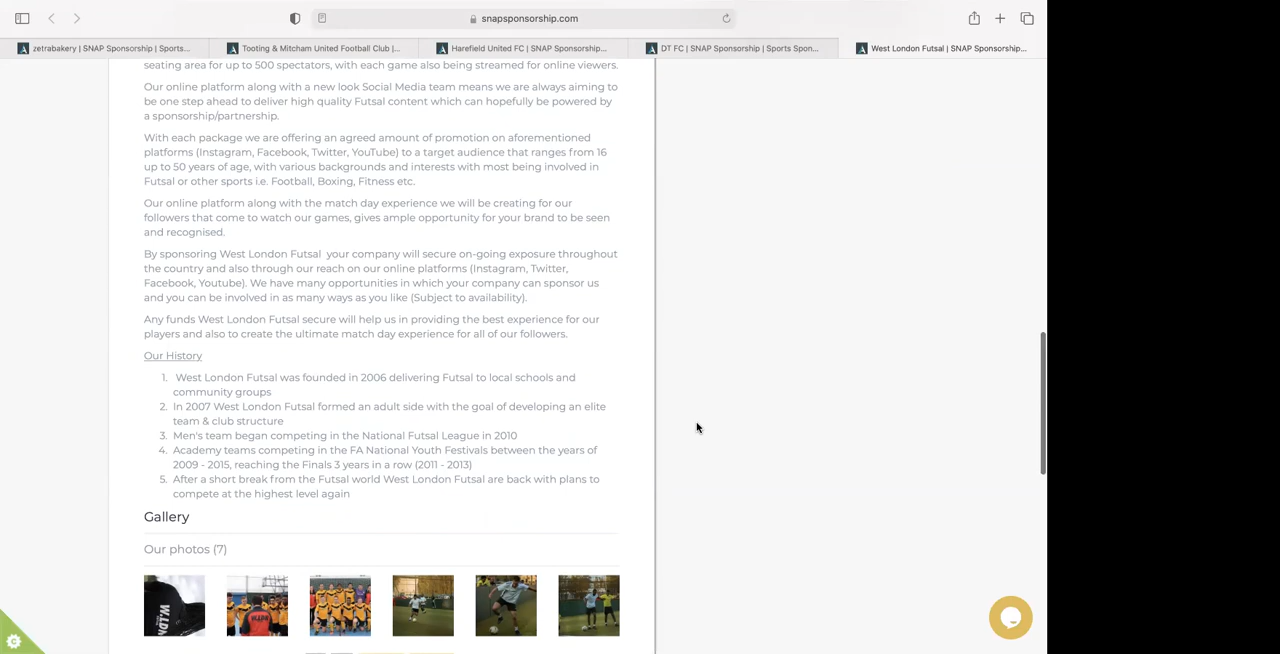 snapsponsorship.com
zetrabakery | SNAP Sponsorship | Sports...
Tooting & Mitcham United Football Club |...
Harefield United FC | SNAP Sponsorship...
DT FC | SNAP Sponsorship | Sports Spon...
West London Futsal | SNAP Sponsorship...
seating area for up to 500 spectators, with each game also being streamed for online viewers.
Our online platform along with a new look Social Media team means we are always aiming to
be one step ahead to deliver high quality Futsal content which can hopefully be powered by
a sponsorship/partnership.
With each package we are offering an agreed amount of promotion on aforementioned
platforms (Instagram, Facebook, Twitter, YouTube) to a target audience that ranges from 16
up to 50 years of age, with various backgrounds and interests with most being involved in
Futsal or other sports i.e. Football, Boxing, Fitness etc.
Our online platform along with the match day experience we will be creating for our
followers that come to watch our games, gives ample opportunity for your brand to be seen
and recognised.
By sponsoring West London Futsal your company will secure on-going exposure throughout
the country and also through our reach on our online platforms (Instagram, Twitter,
Facebook, Youtube). We have many opportunities in which your company can sponsor us
and you can be involved in as many ways as you like (Subject to availability).
Any funds West London Futsal secure will help us in providing the best experience for our
players and also to create the ultimate match day experience for all of our followers.
Our History
1. West London Futsal was founded in 2006 delivering Futsal to local schools and
community groups
2. In 2007 West London Futsal formed an adult side with the goal of developing an elite
team & club structure
3. Men's team began competing in the National Futsal League in 2010
4. Academy teams competing in the FA National Youth Festivals between the years of
2009 - 2015, reaching the Finals 3 years in a row (2011 - 2013)
5. After a short break from the Futsal world West London Futsal are back with plans to
compete at the highest level again
Gallery
Our photos (7)
W.LDN